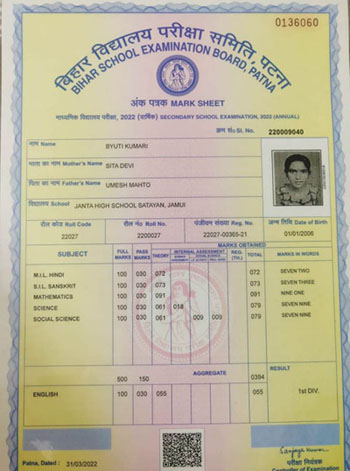 0136060
बिहार विद्यालय परीक्षा समिति, पटना
BIHAR SCHOOL EXAMINATION BOARD, PATNA
अंक पत्रक MARK SHEET
माध्यमिक विद्यालय परीक्षा, 2022 (वार्षिक) SECONDARY SCHOOL EXAMINATION, 2022 (ANNUAL)
क्रम सं० Sl. No. 220009040
नाम Name BYUTI KUMARI
माता का नाम Mother's Name SITA DEVI
पिता का नाम Father's Name UMESH MAHTO
विद्यालय School JANTA HIGH SCHOOL SATAYAN, JAMUI
रौल कोड Roll Code रौल नं० Roll No. पंजीयन संख्या Reg. No. जन्म तिथि Date of Birth
22027 2200027 22027-00365-21 01/01/2006
MARKS OBTAINED
SUBJECT FULL MARKS PASS MARKS THEORY INTERNAL ASSESSMENT REG. TOTAL MARKS IN WORDS
M.I.L. HINDI 100 030 072 072 SEVEN TWO
S.I.L. SANSKRIT 100 030 073 073 SEVEN THREE
MATHEMATICS 100 030 091 091 NINE ONE
SCIENCE 100 030 061 018 079 SEVEN NINE
SOCIAL SCIENCE 100 030 061 009 009 079 SEVEN NINE
500 150 AGGREGATE 0394
ENGLISH 100 030 055 055 1st DIV.
Patna, Dated : 31/03/2022
परीक्षा नियंत्रक
Controller of Examination